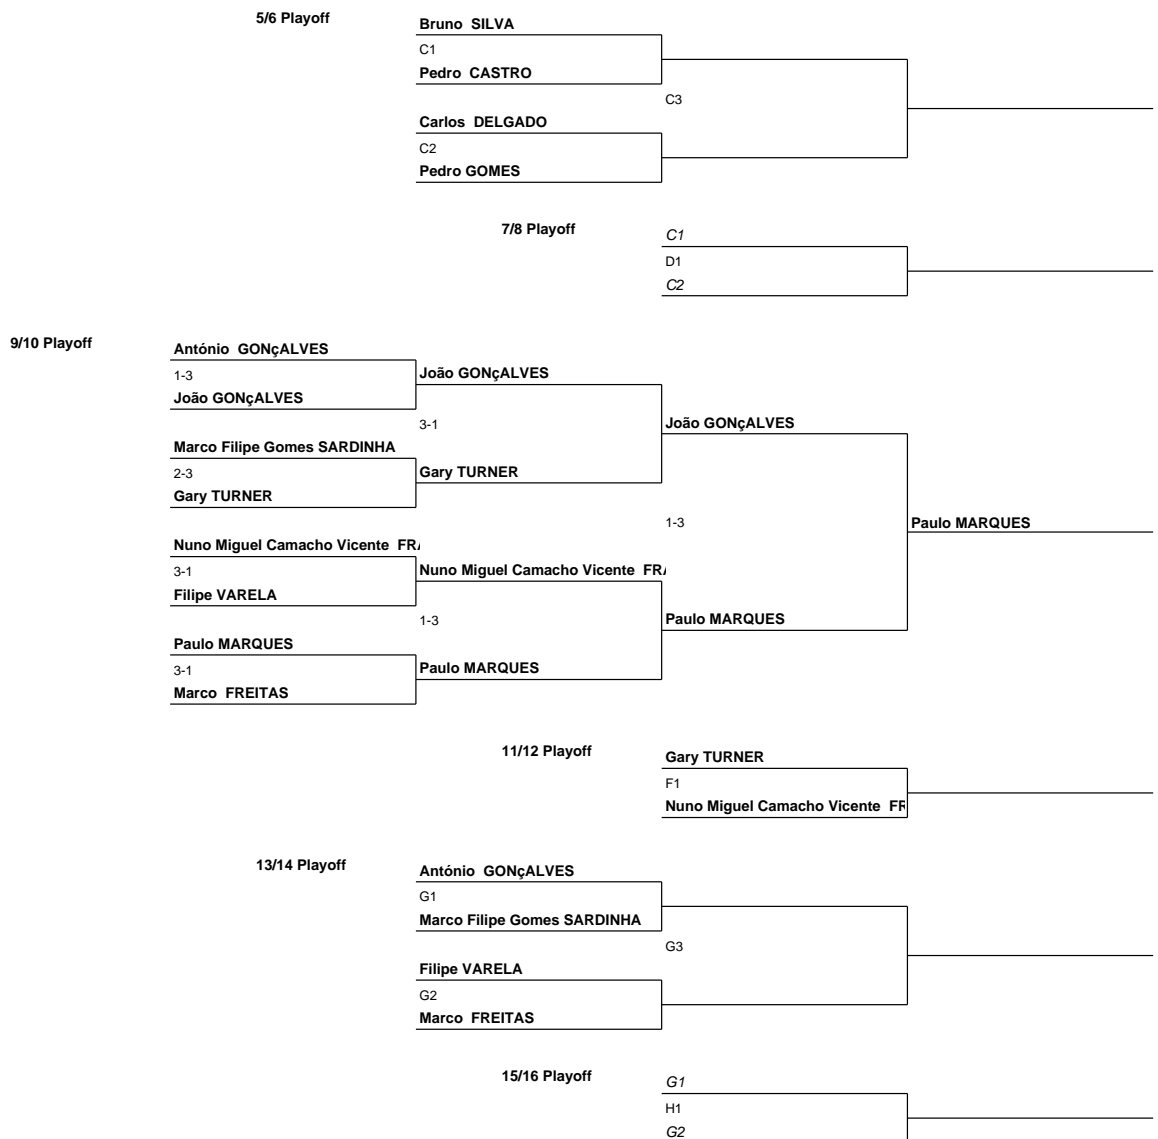 5/6 Playoff
Bruno SILVA
C1
Pedro CASTRO
C3
Carlos DELGADO
C2
Pedro GOMES
7/8 Playoff
C1
D1
C2
9/10 Playoff
António GONçALVES
1-3
João GONçALVES
João GONçALVES
3-1
João GONçALVES
Marco Filipe Gomes SARDINHA
2-3
Gary TURNER
Gary TURNER
1-3
Paulo MARQUES
Nuno Miguel Camacho Vicente FRA
3-1
Nuno Miguel Camacho Vicente FRA
Filipe VARELA
1-3
Paulo MARQUES
Paulo MARQUES
3-1
Paulo MARQUES
Marco FREITAS
11/12 Playoff
Gary TURNER
F1
Nuno Miguel Camacho Vicente FR
13/14 Playoff
António GONçALVES
G1
Marco Filipe Gomes SARDINHA
G3
Filipe VARELA
G2
Marco FREITAS
15/16 Playoff
G1
H1
G2